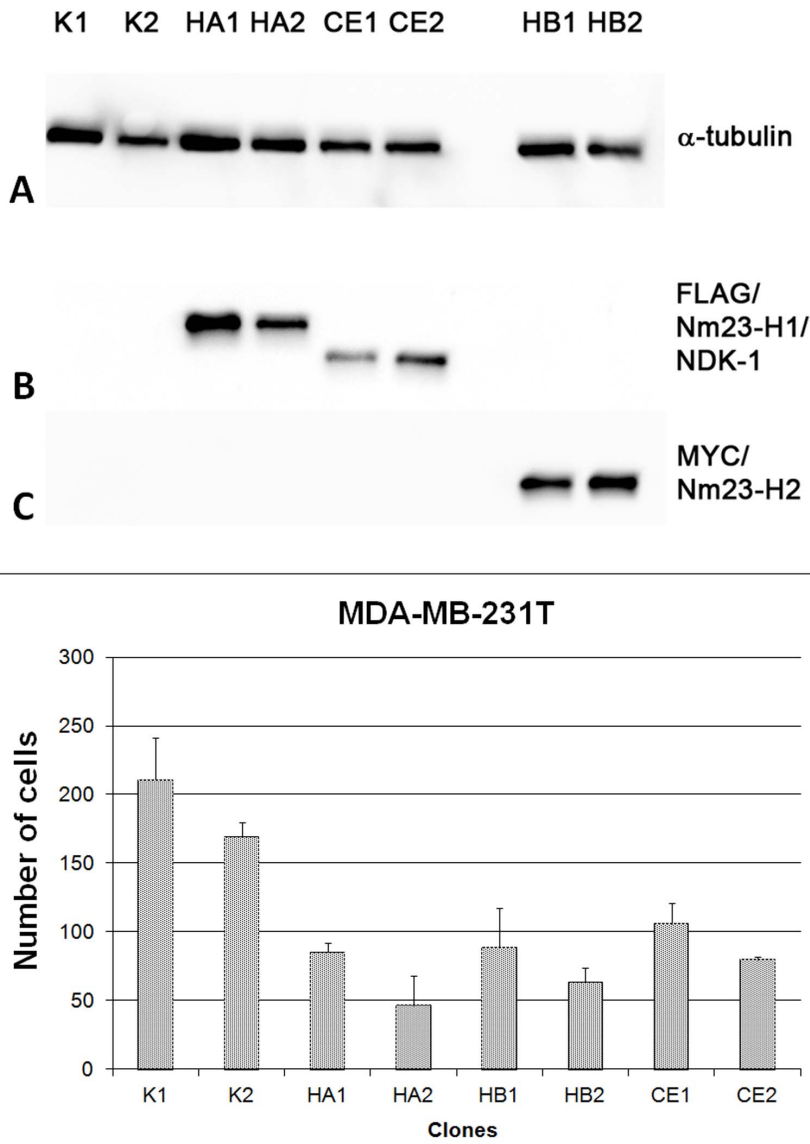 K1 K2 HA1 HA2 CE1 CE2 HB1 HB2
α-tubulin
A
FLAG/
Nm23-H1/
NDK-1
B
MYC/
Nm23-H2
C
MDA-MB-231T
Number of cells
300
250
200
150
100
50
0
K1 K2 HA1 HA2 HB1 HB2 CE1 CE2
Clones